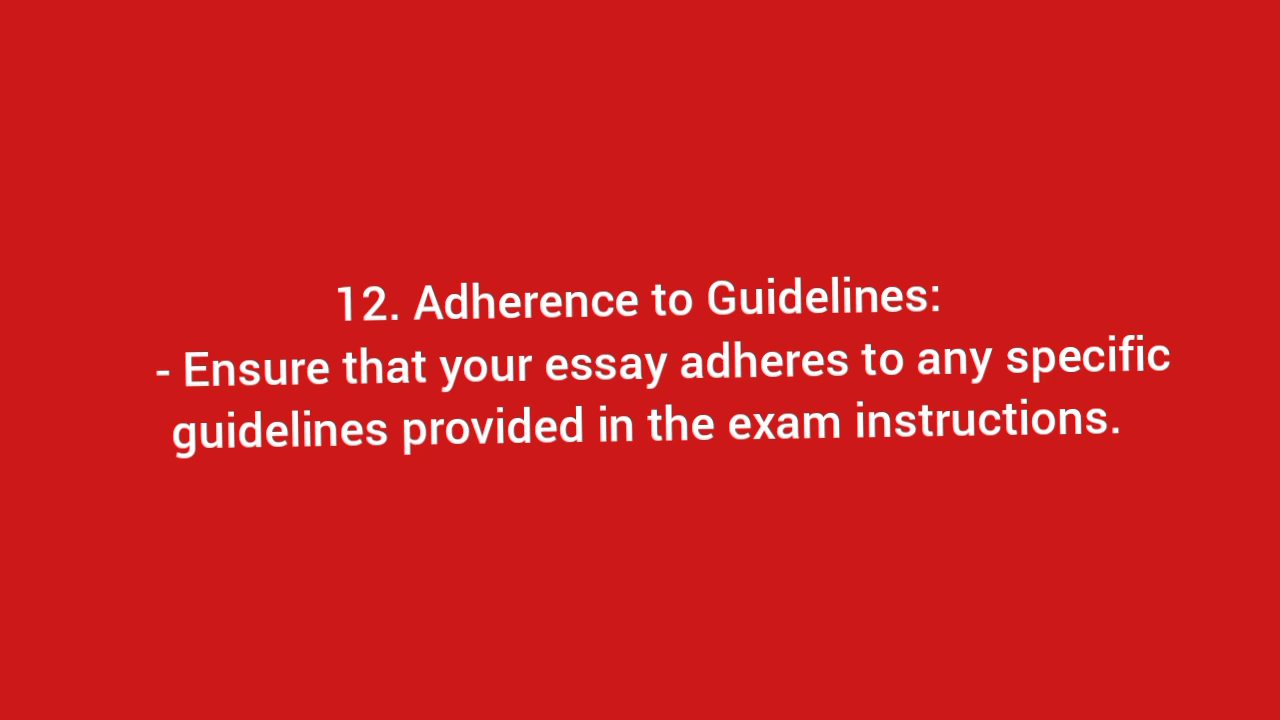 12. Adherence to Guidelines:
- Ensure that your essay adheres to any specific
guidelines provided in the exam instructions.